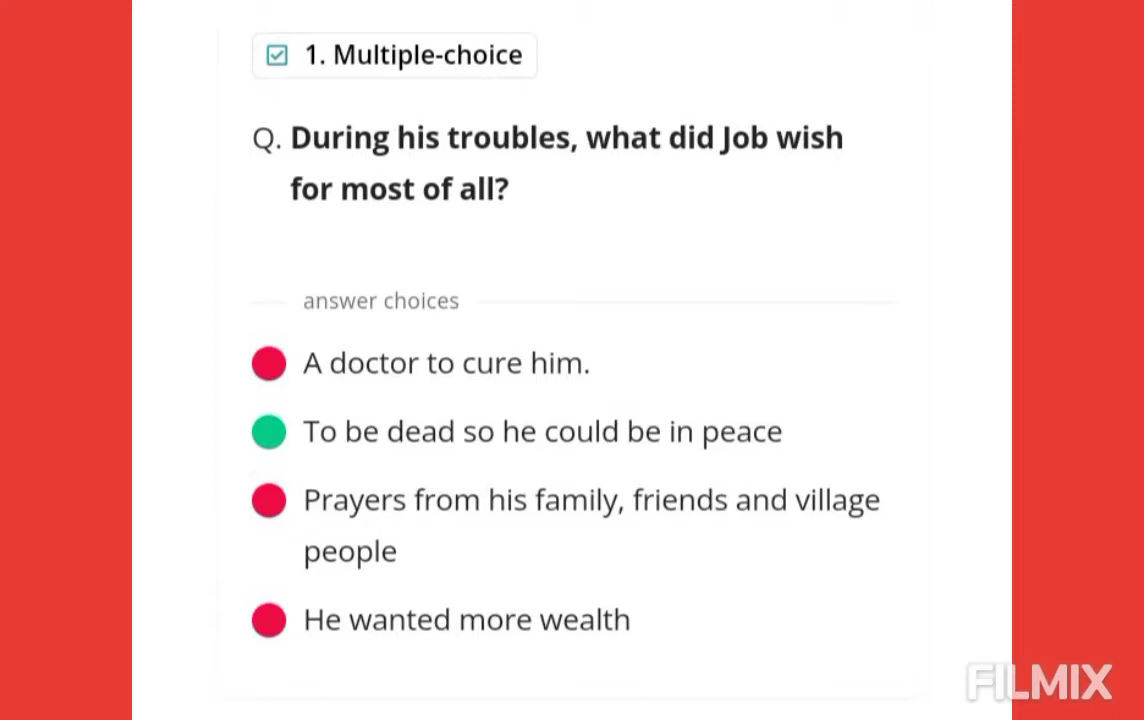 1. Multiple-choice
Q. During his troubles, what did Job wish
for most of all?
answer choices
A doctor to cure him.
To be dead so he could be in peace
Prayers from his family, friends and village
people
He wanted more wealth
FILMIX